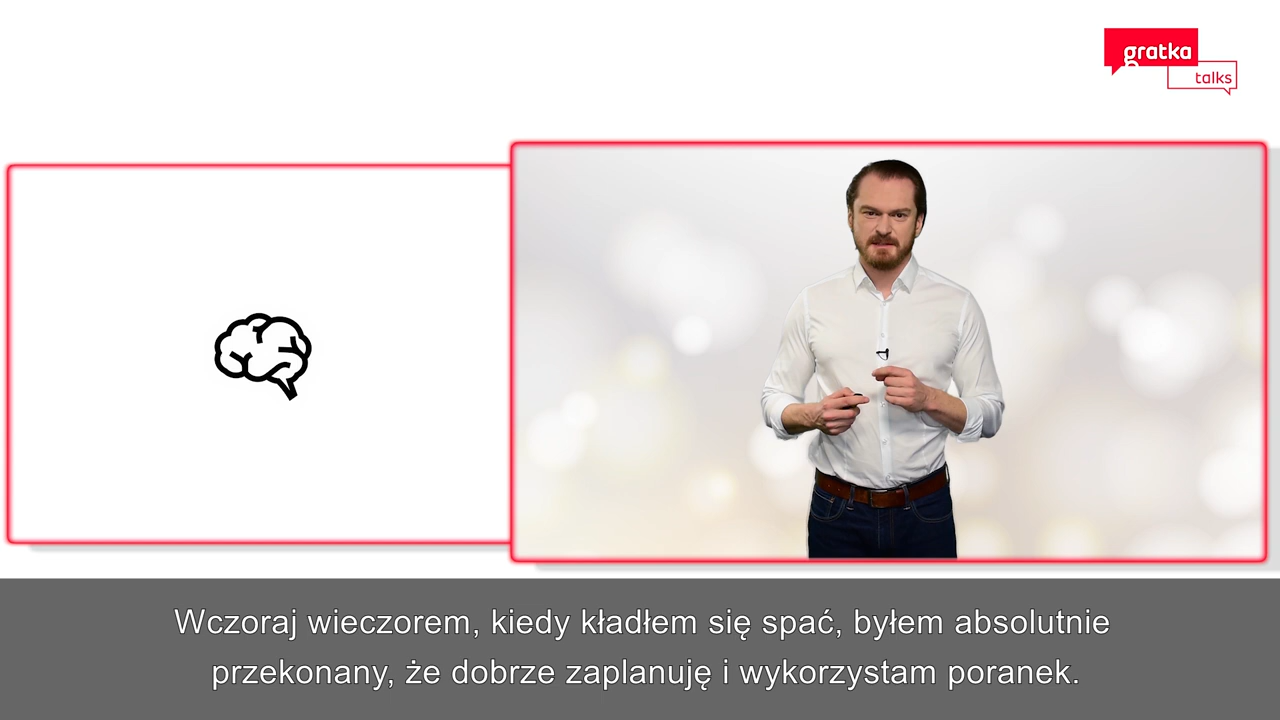 gratka
talks
Wczoraj wieczorem, kiedy kładłem się spać, byłem absolutnie
przekonany, że dobrze zaplanuję i wykorzystam poranek.